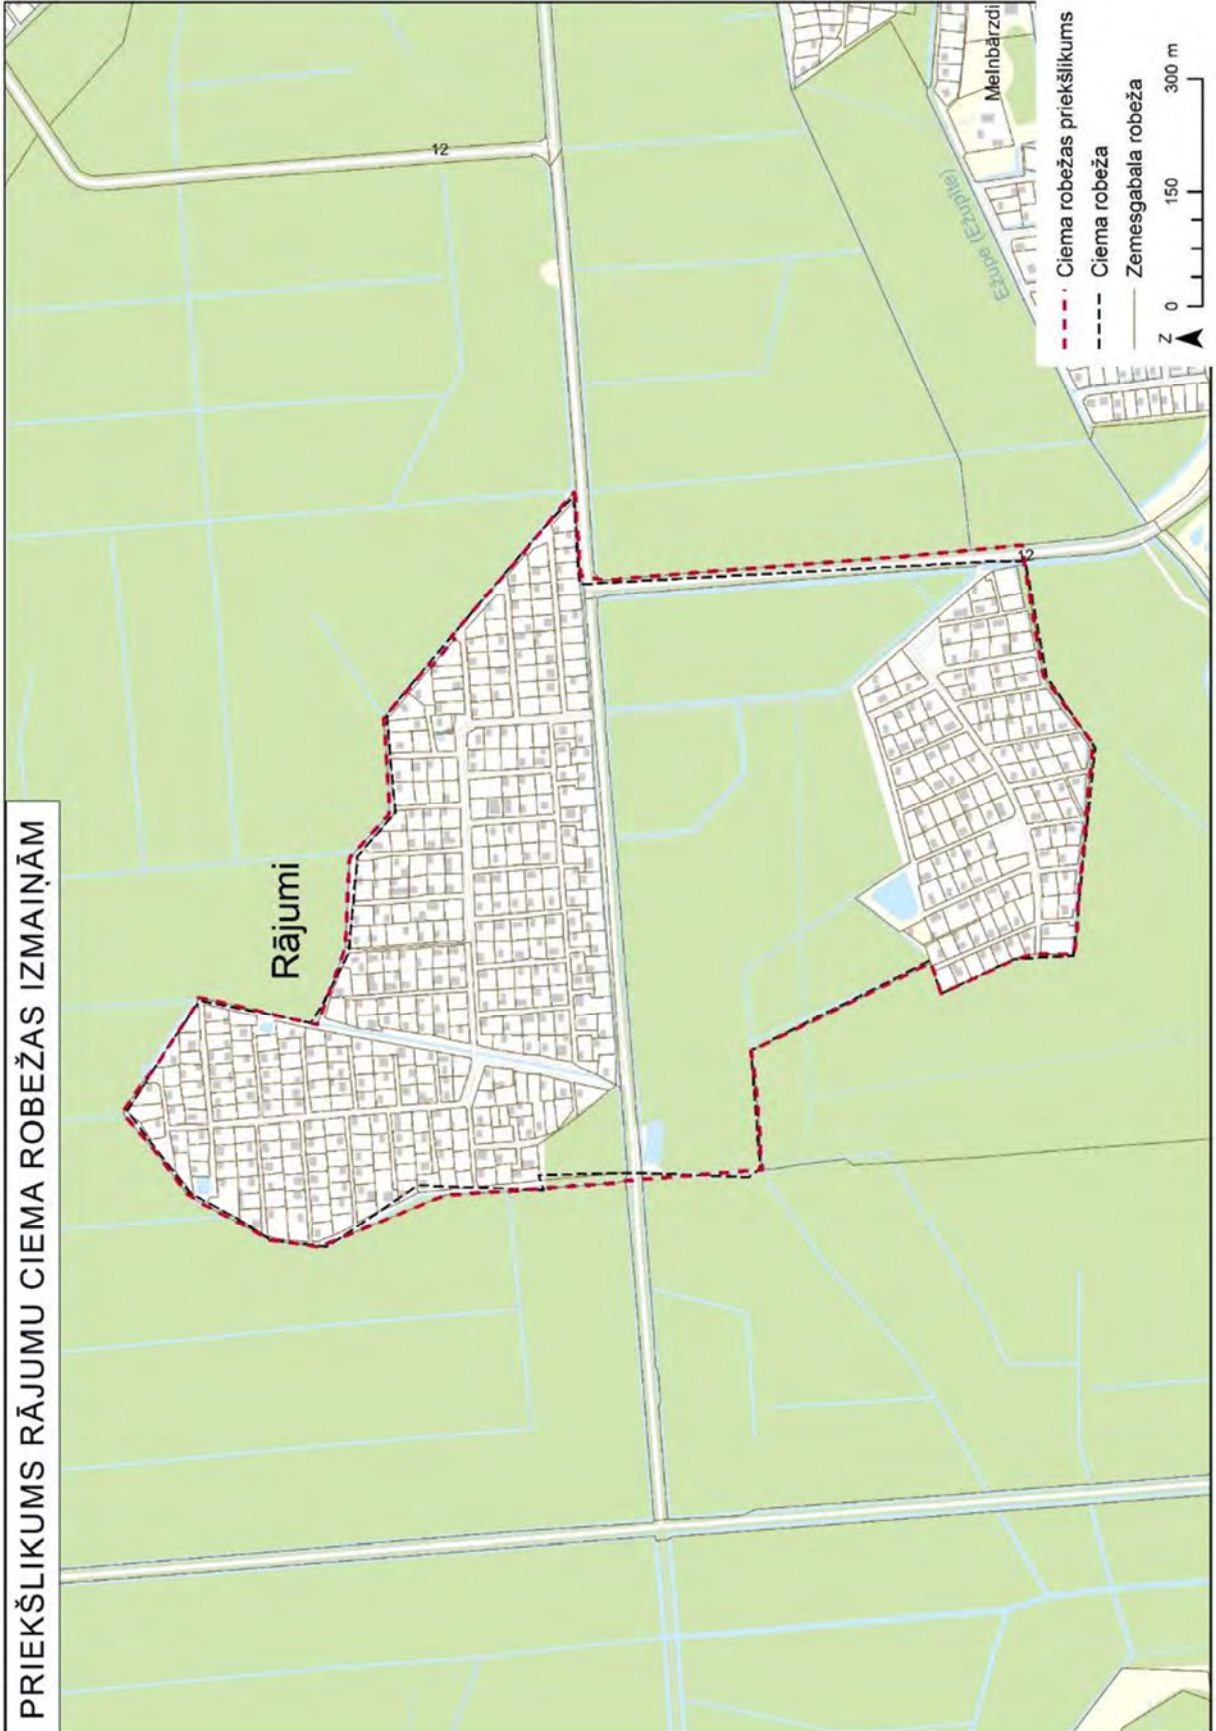 PRIEKŠLIKUMS RĀJUMU CIEMA ROBEŽAS IZMAIŅĀM
Rājumi
12
12
Ežupe (Ežupīte)
Melnbārzdi
Ciema robežas priekšlikums
Ciema robeža
Zemesgabala robeža
Z
0 150 300 m